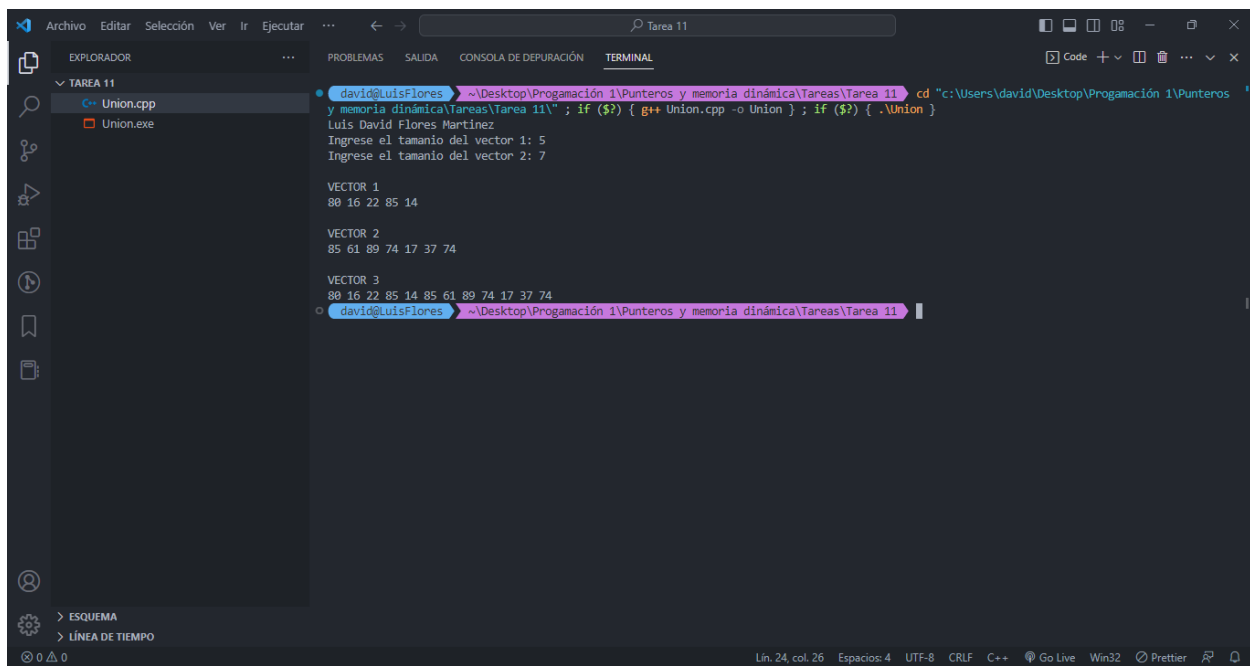 Archivo Editar Selección Ver Ir Ejecutar ··· Tarea 11
EXPLORADOR ···
TAREA 11
Union.cpp
Union.exe
PROBLEMAS SALIDA CONSOLA DE DEPURACIÓN TERMINAL Code
david@LuisFlores ~\Desktop\Progamación 1\Punteros y memoria dinámica\Tareas\Tarea 11 cd "c:\Users\david\Desktop\Progamación 1\Punteros
y memoria dinámica\Tareas\Tarea 11\" ; if ($?) { g++ Union.cpp -o Union } ; if ($?) { .\Union }
Luis David Flores Martinez
Ingrese el tamanio del vector 1: 5
Ingrese el tamanio del vector 2: 7
VECTOR 1
80 16 22 85 14
VECTOR 2
85 61 89 74 17 37 74
VECTOR 3
80 16 22 85 14 85 61 89 74 17 37 74
david@LuisFlores ~\Desktop\Progamación 1\Punteros y memoria dinámica\Tareas\Tarea 11
ESQUEMA
LÍNEA DE TIEMPO
0 0 Lín. 24, col. 26 Espacios: 4 UTF-8 CRLF C++ Go Live Win32 Prettier